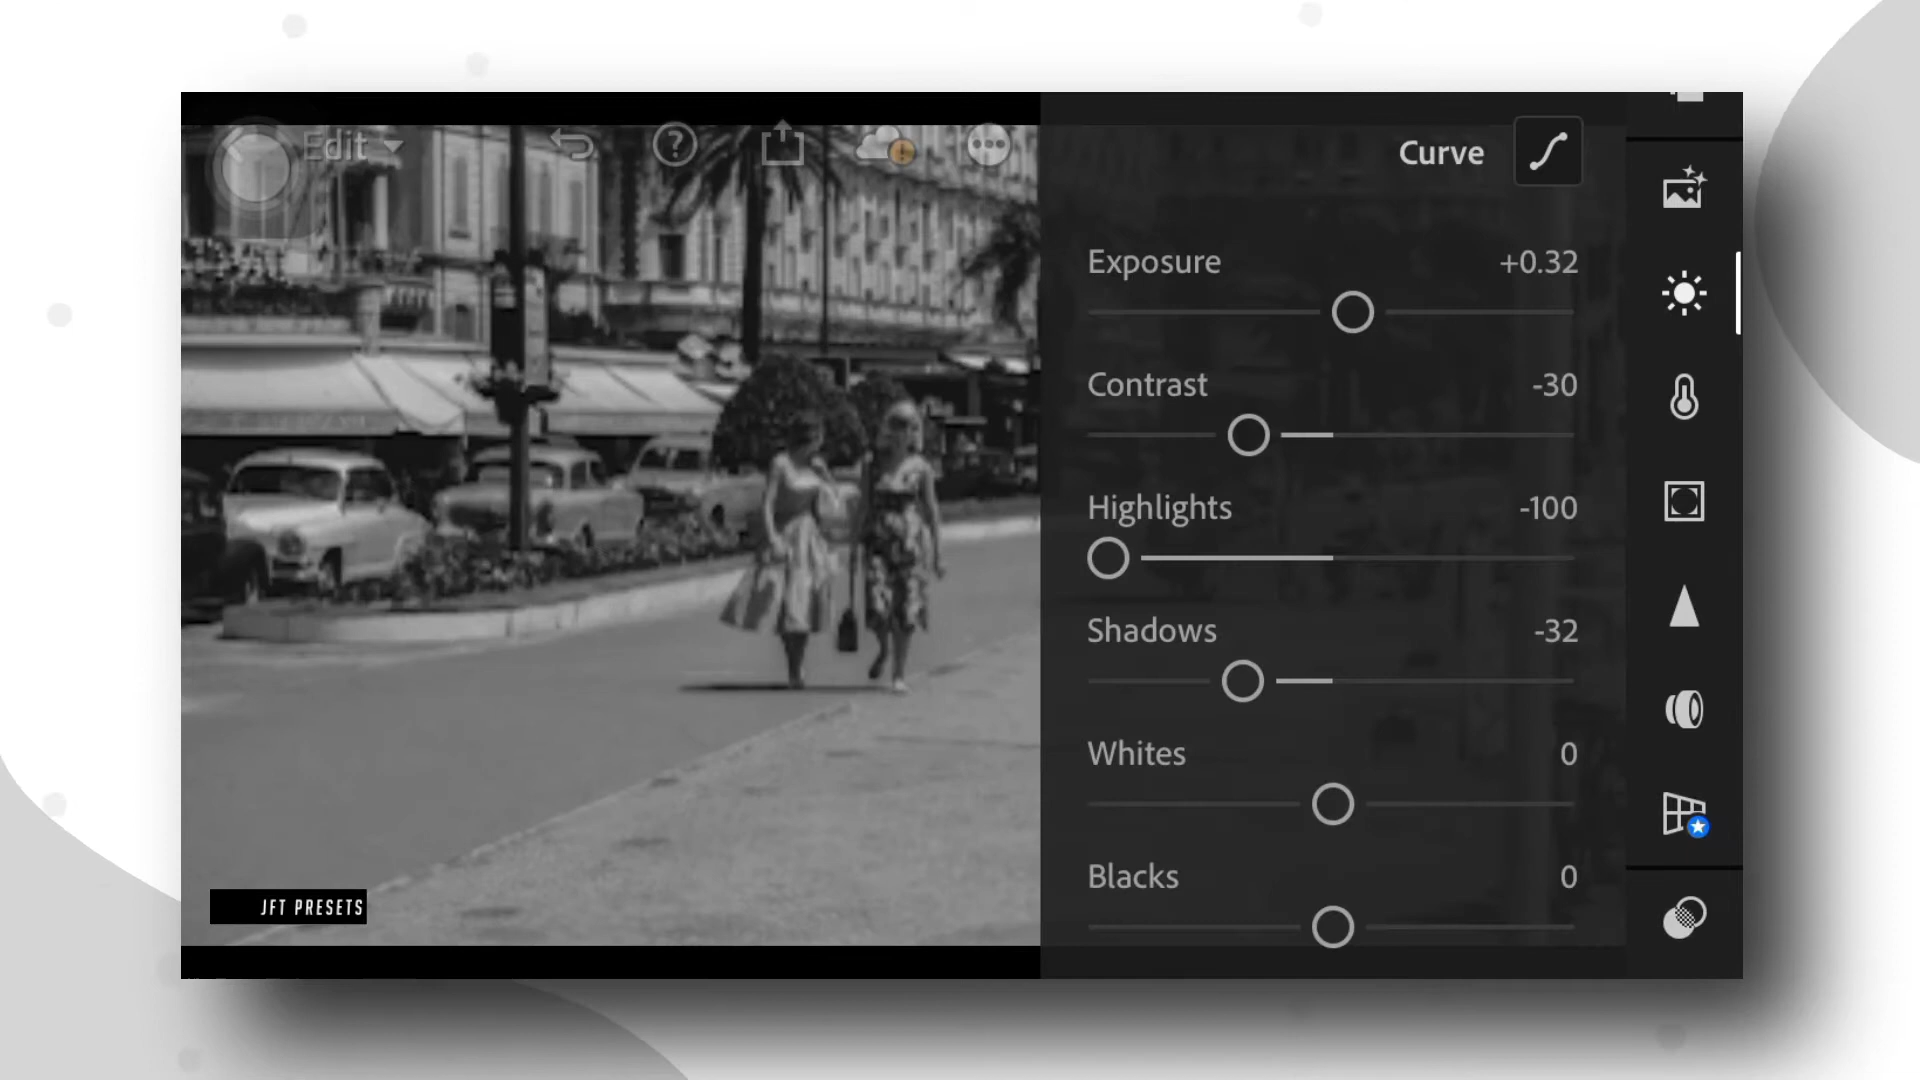 Edit
Curve
Exposure +0.32
Contrast -30
Highlights -100
Shadows -32
Whites 0
Blacks 0
JFT PRESETS